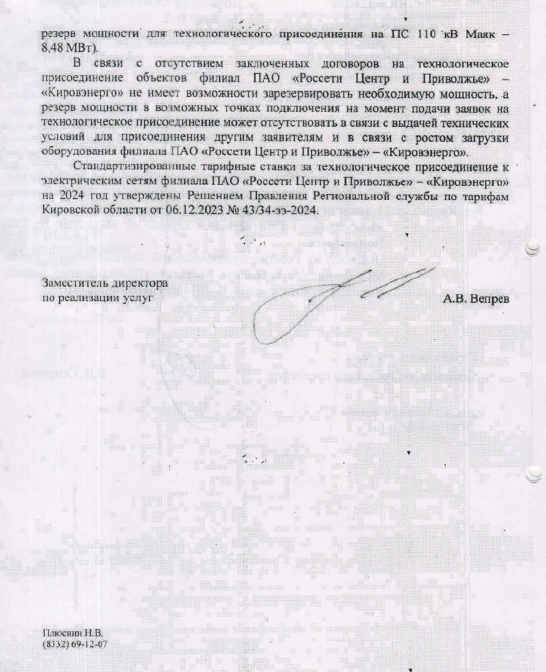 резерв мощности для технологического присоединения на ПС 110 кВ Маяк –
8,48 МВт).
В связи с отсутствием заключенных договоров на технологическое
присоединение объектов филиал ПАО «Россети Центр и Приволжье» –
«Кировэнерго» не имеет возможности зарезервировать необходимую мощность, а
резерв мощности в возможных точках подключения на момент подачи заявок на
технологическое присоединение может отсутствовать в связи с выдачей технических
условий для присоединения другим заявителям и в связи с ростом загрузки
оборудования филиала ПАО «Россети Центр и Приволжье» – «Кировэнерго».
Стандартизированные тарифные ставки за технологическое присоединение к
электрическим сетям филиала ПАО «Россети Центр и Приволжье» – «Кировэнерго»
на 2024 год утверждены Решением Правления Региональной службы по тарифам
Кировской области от 06.12.2023 № 43/34-ээ-2024.
Заместитель директора
по реализации услуг
А.В. Вепрев
Плюснин Н.В.
(8332) 69-12-07